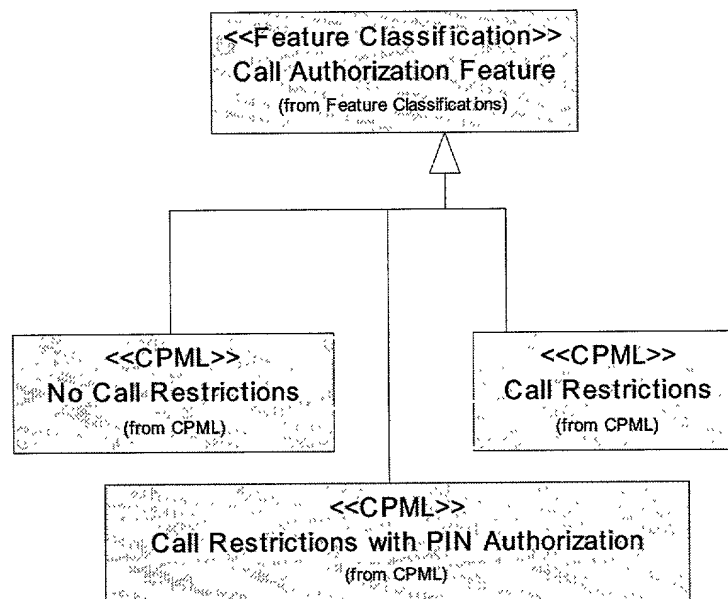 <<Feature Classification>>
Call Authorization Feature
(from Feature Classifications)
<<CPML>>
No Call Restrictions
(from CPML)
<<CPML>>
Call Restrictions
(from CPML)
<<CPML>>
Call Restrictions with PIN Authorization
(from CPML)